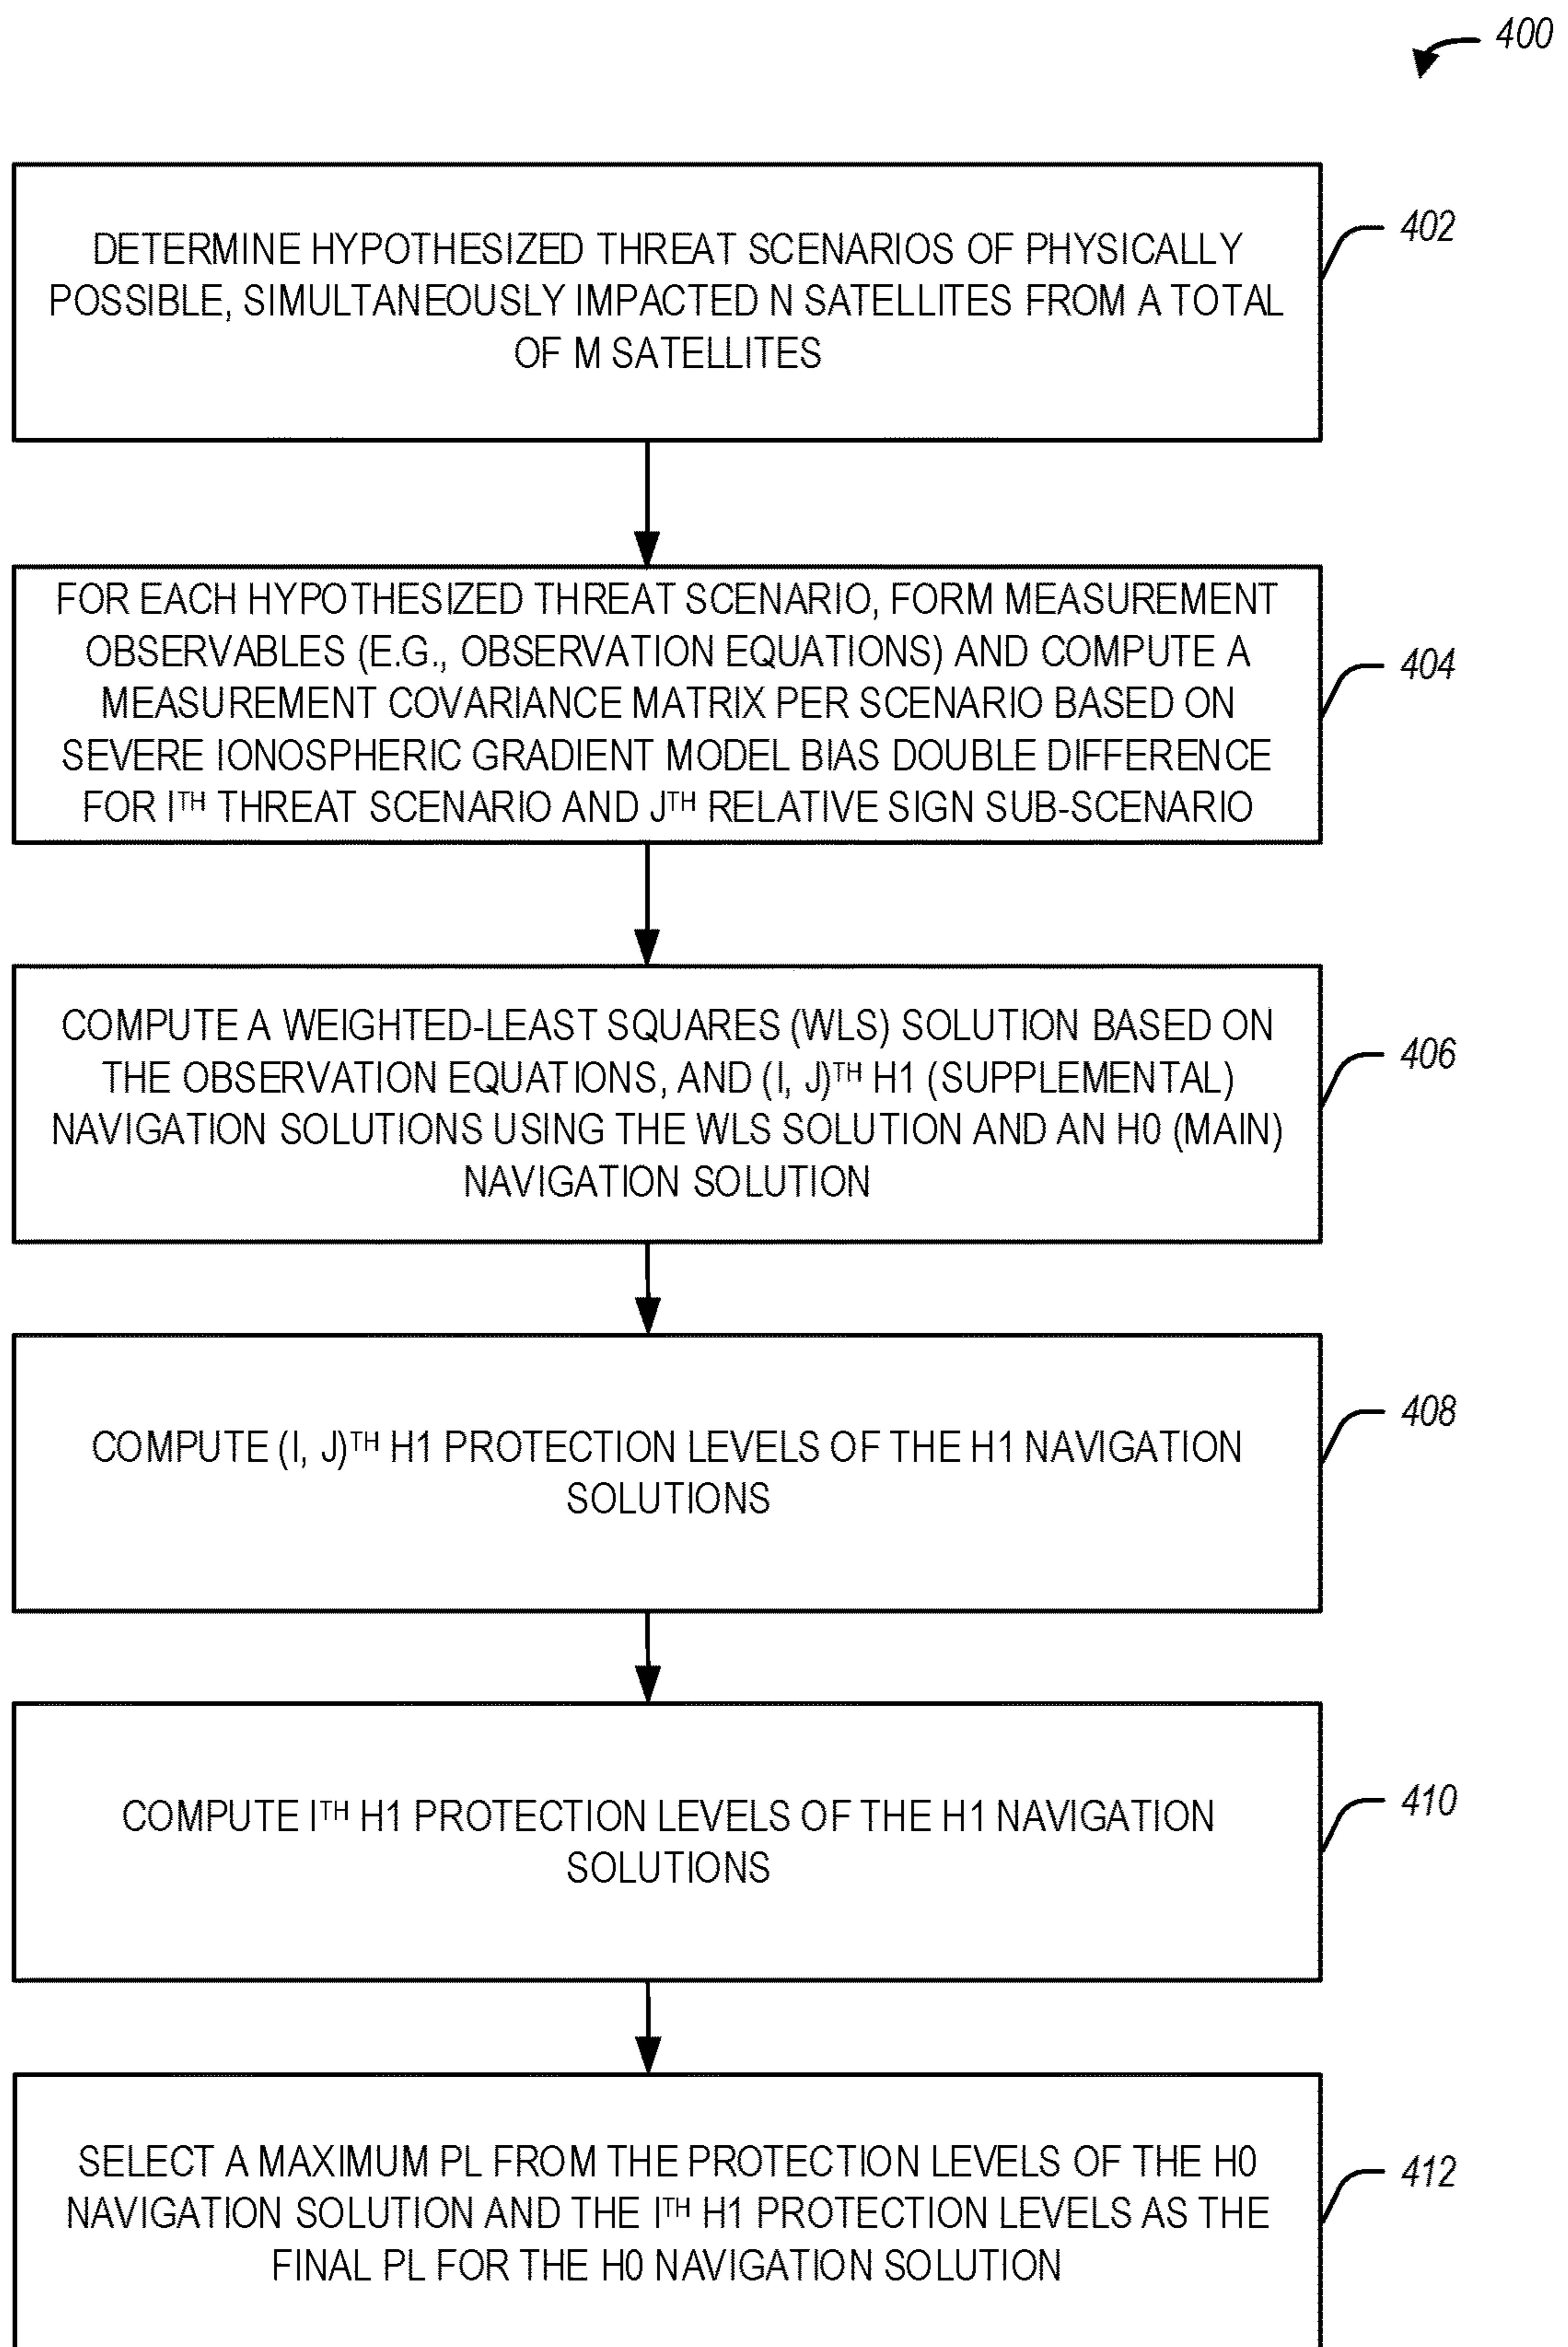 400
DETERMINE HYPOTHESIZED THREAT SCENARIOS OF PHYSICALLY
POSSIBLE, SIMULTANEOUSLY IMPACTED N SATELLITES FROM A TOTAL
OF M SATELLITES
402
FOR EACH HYPOTHESIZED THREAT SCENARIO, FORM MEASUREMENT
OBSERVABLES (E.G., OBSERVATION EQUATIONS) AND COMPUTE A
MEASUREMENT COVARIANCE MATRIX PER SCENARIO BASED ON
SEVERE IONOSPHERIC GRADIENT MODEL BIAS DOUBLE DIFFERENCE
FOR I^TH THREAT SCENARIO AND J^TH RELATIVE SIGN SUB-SCENARIO
404
COMPUTE A WEIGHTED-LEAST SQUARES (WLS) SOLUTION BASED ON
THE OBSERVATION EQUATIONS, AND (I, J)^TH H1 (SUPPLEMENTAL)
NAVIGATION SOLUTIONS USING THE WLS SOLUTION AND AN H0 (MAIN)
NAVIGATION SOLUTION
406
COMPUTE (I, J)^TH H1 PROTECTION LEVELS OF THE H1 NAVIGATION
SOLUTIONS
408
COMPUTE I^TH H1 PROTECTION LEVELS OF THE H1 NAVIGATION
SOLUTIONS
410
SELECT A MAXIMUM PL FROM THE PROTECTION LEVELS OF THE H0
NAVIGATION SOLUTION AND THE I^TH H1 PROTECTION LEVELS AS THE
FINAL PL FOR THE H0 NAVIGATION SOLUTION
412